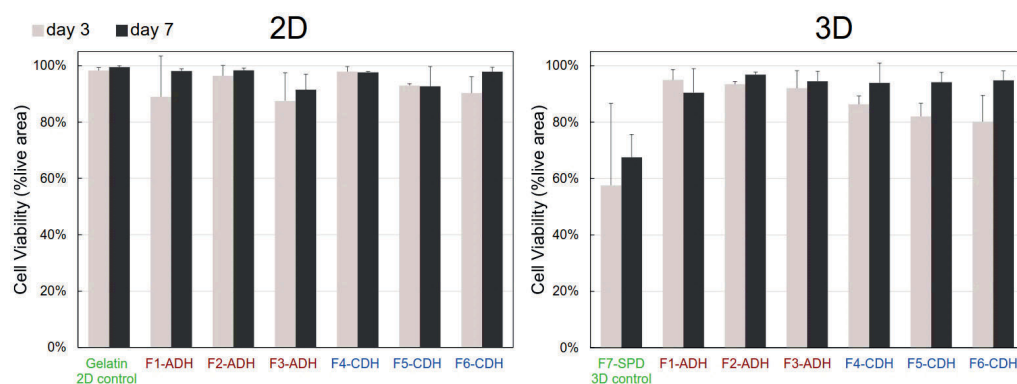 day 3 day 7
2D
Cell Viability (%live area)
100%
80%
60%
40%
20%
0%
Gelatin
2D control
F1-ADH F2-ADH F3-ADH F4-CDH F5-CDH F6-CDH
3D
Cell Viability (%live area)
100%
80%
60%
40%
20%
0%
F7-SPD
3D control
F1-ADH F2-ADH F3-ADH F4-CDH F5-CDH F6-CDH